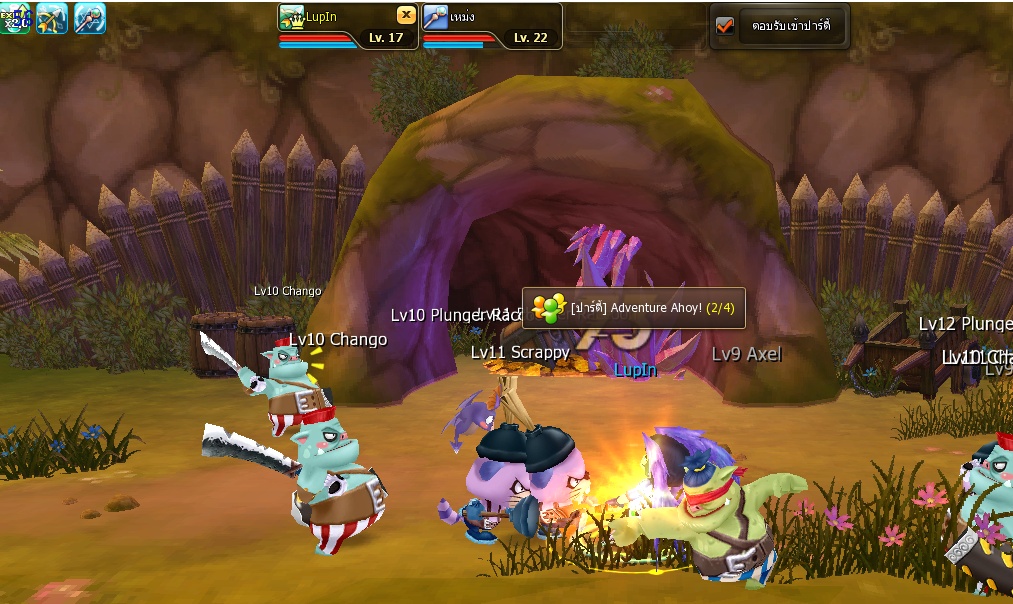 LupIn
Lv. 17
เหม่ง
Lv. 22
ตอบรับเข้าปาร์ตี้
Lv10 Chango
[ปาร์ตี้] Adventure Ahoy! (2/4)
Lv10 Plunger
Lv12 Plunge
Lv10 Chango
Lv11 Scrappy
Lv9 Axel
LupIn